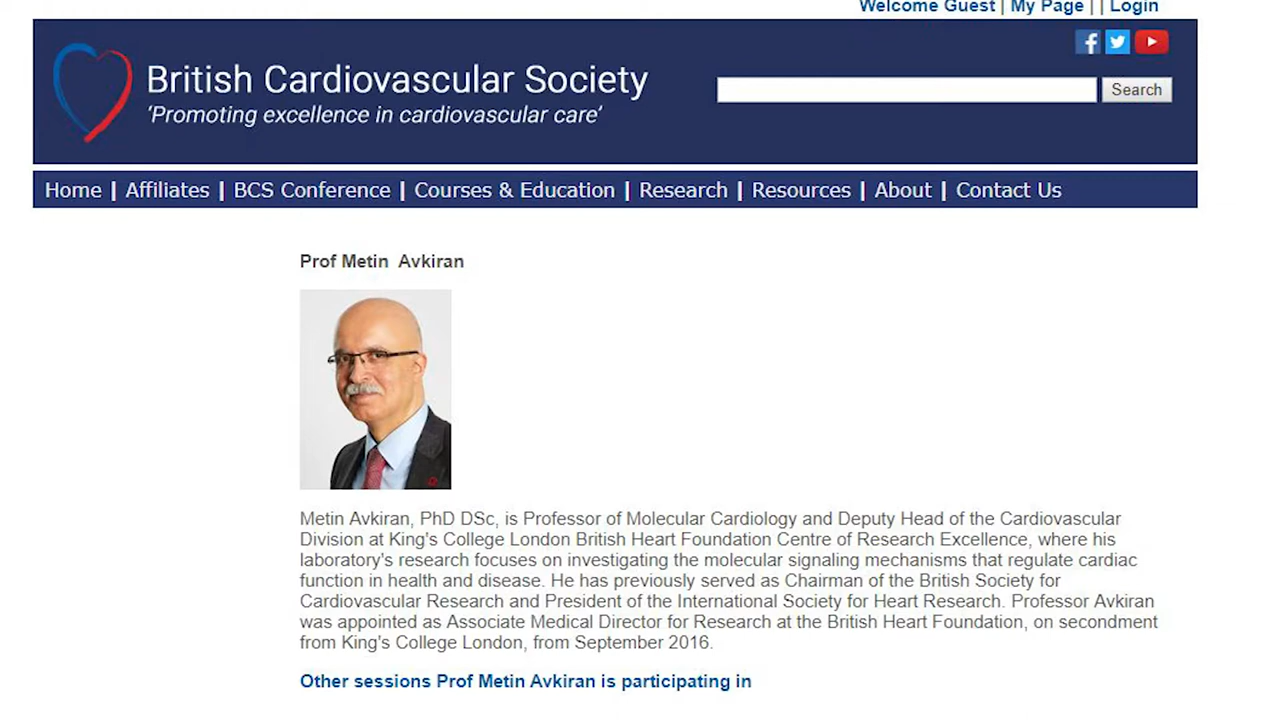 Welcome Guest | My Page | | Login
British Cardiovascular Society
'Promoting excellence in cardiovascular care'
Search
Home | Affiliates | BCS Conference | Courses & Education | Research | Resources | About | Contact Us
Prof Metin Avkiran
Metin Avkiran, PhD DSc, is Professor of Molecular Cardiology and Deputy Head of the Cardiovascular
Division at King's College London British Heart Foundation Centre of Research Excellence, where his
laboratory's research focuses on investigating the molecular signaling mechanisms that regulate cardiac
function in health and disease. He has previously served as Chairman of the British Society for
Cardiovascular Research and President of the International Society for Heart Research. Professor Avkiran
was appointed as Associate Medical Director for Research at the British Heart Foundation, on secondment
from King's College London, from September 2016.
Other sessions Prof Metin Avkiran is participating in